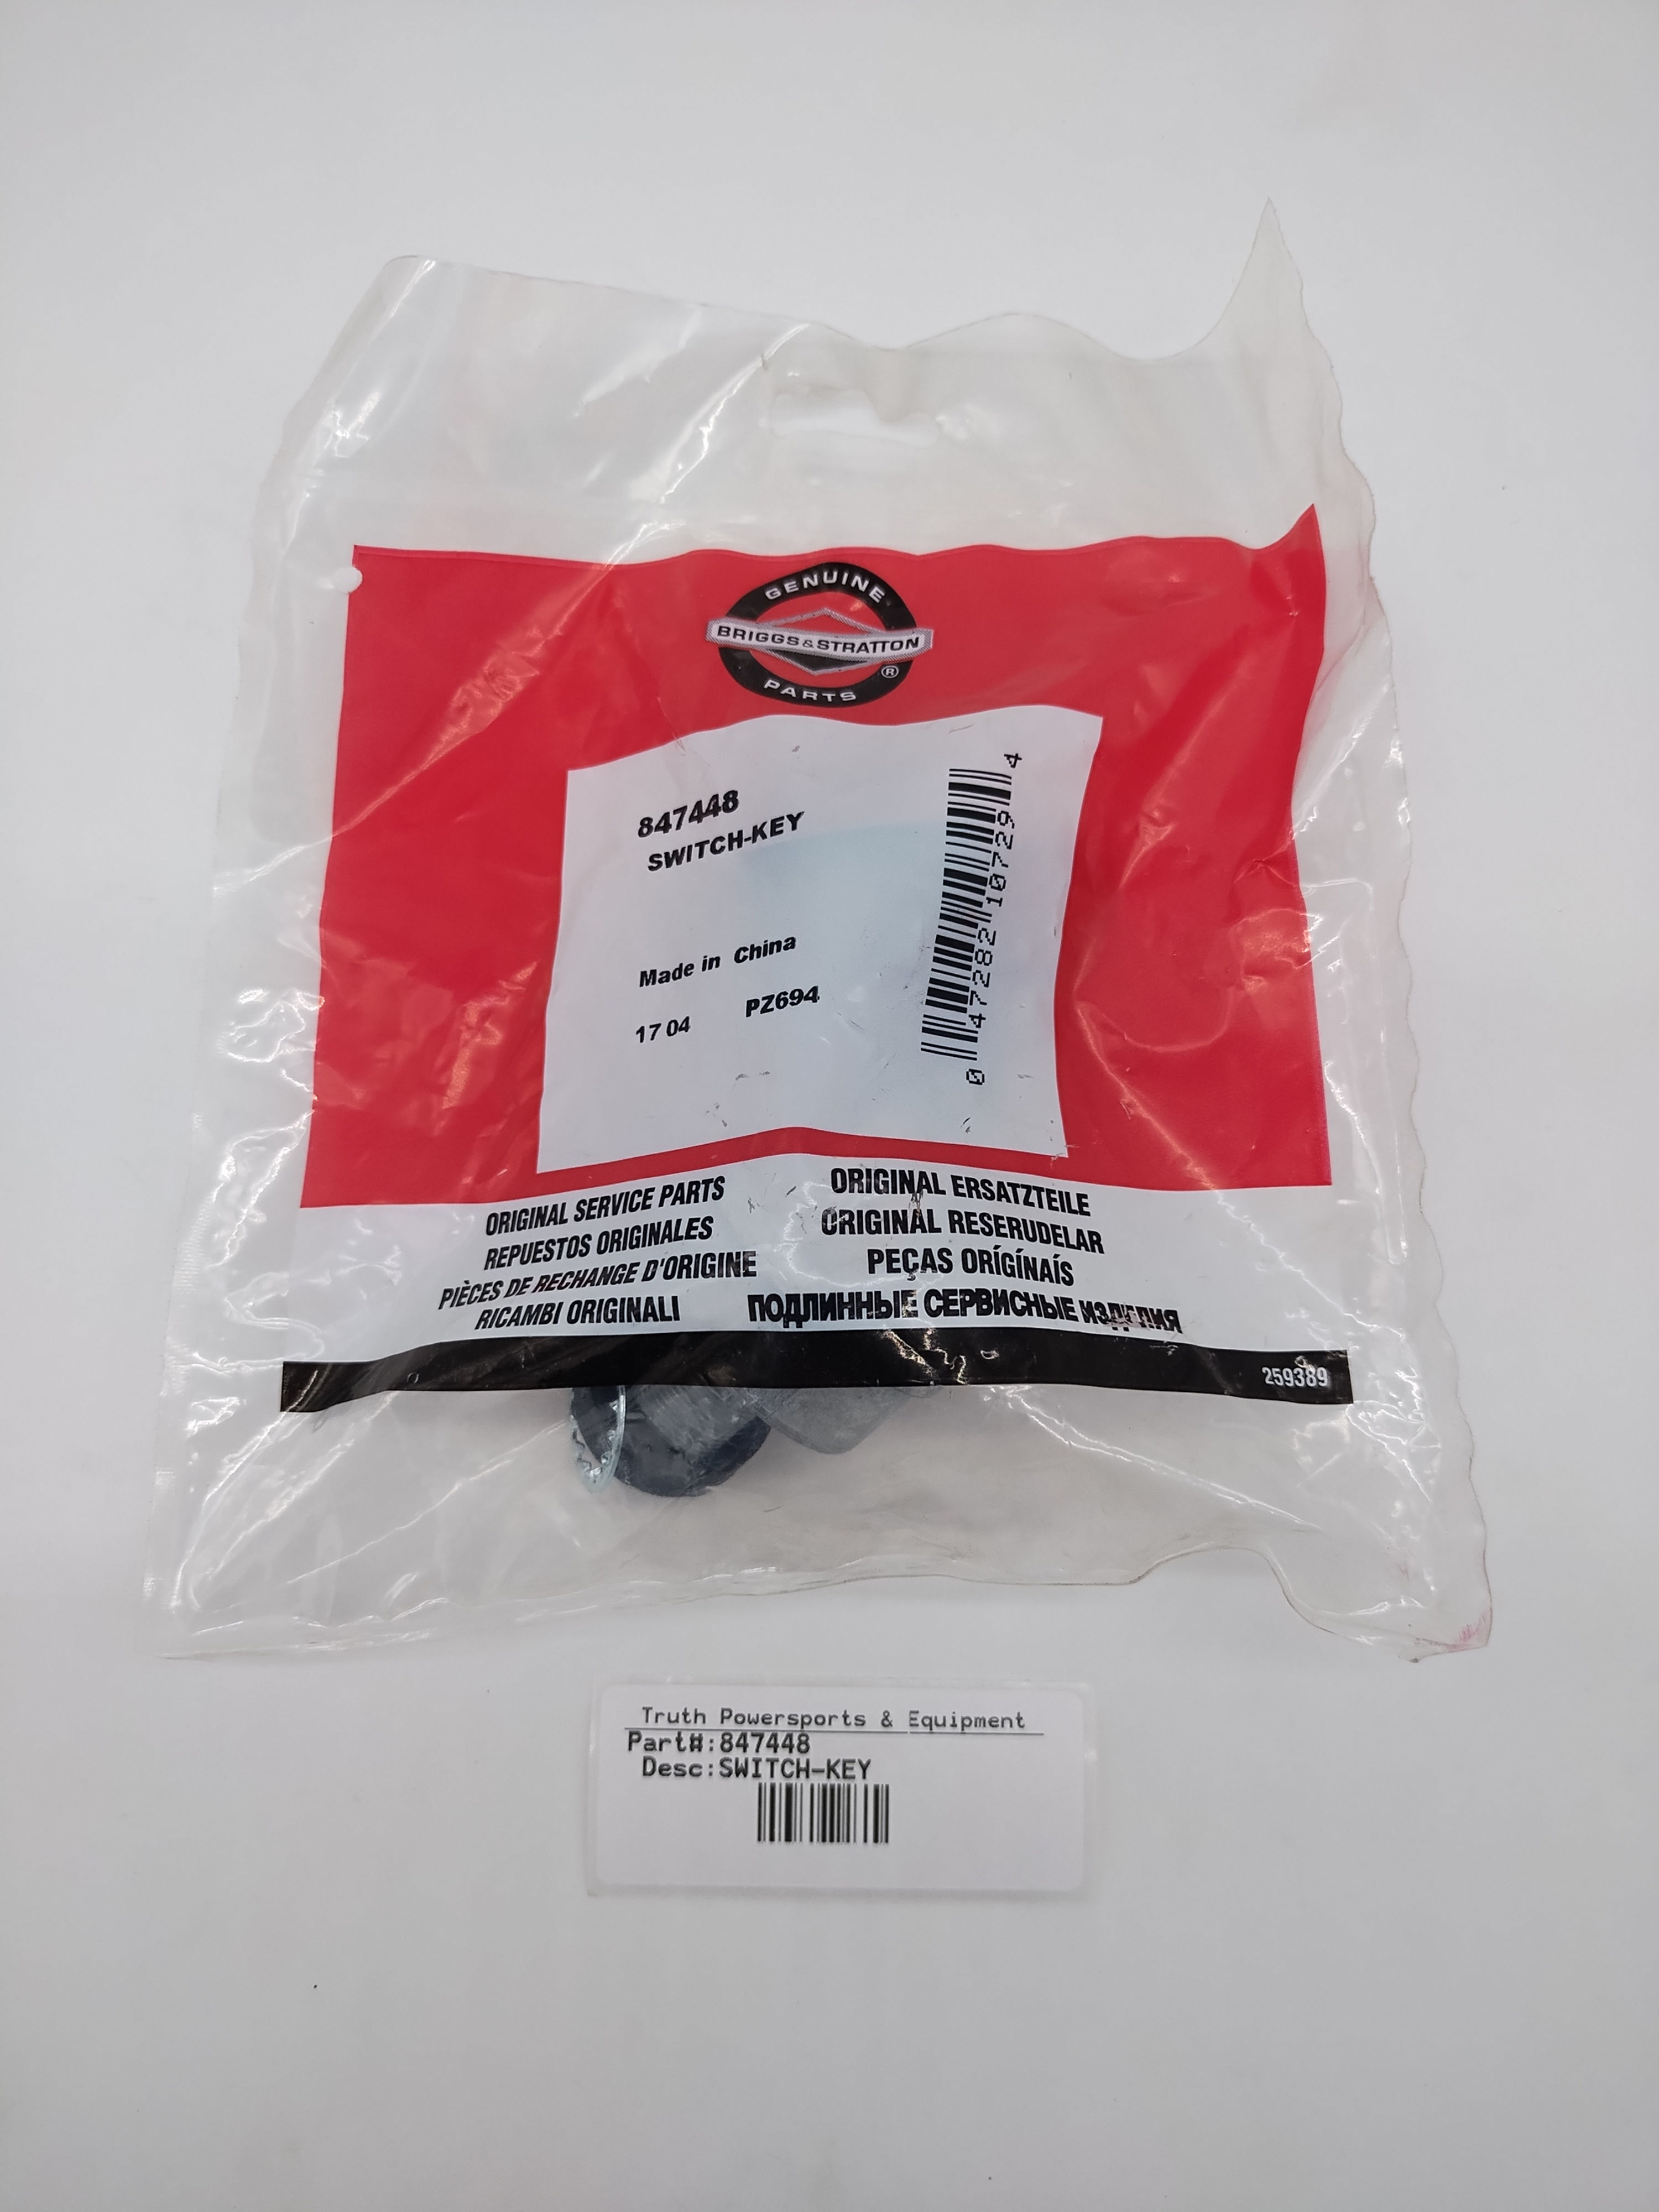 GENUINE
BRIGGS&STRATTON
®
PARTS
847448
SWITCH-KEY
Made in China
17 04 PZ694
0 47282 10729 4
ORIGINAL SERVICE PARTS
REPUESTOS ORIGINALES
PIÈCES DE RECHANGE D'ORIGINE
RICAMBI ORIGINALI
ORIGINAL ERSATZTEILE
ORIGINAL RESERUDELAR
PEÇAS ORÍGÍNAÍS
ПОДЛИННЫЕ СЕРВИСНЫЕ ИЗДЕЛИЯ
259389
Truth Powersports & Equipment
Part#:847448
Desc:SWITCH-KEY